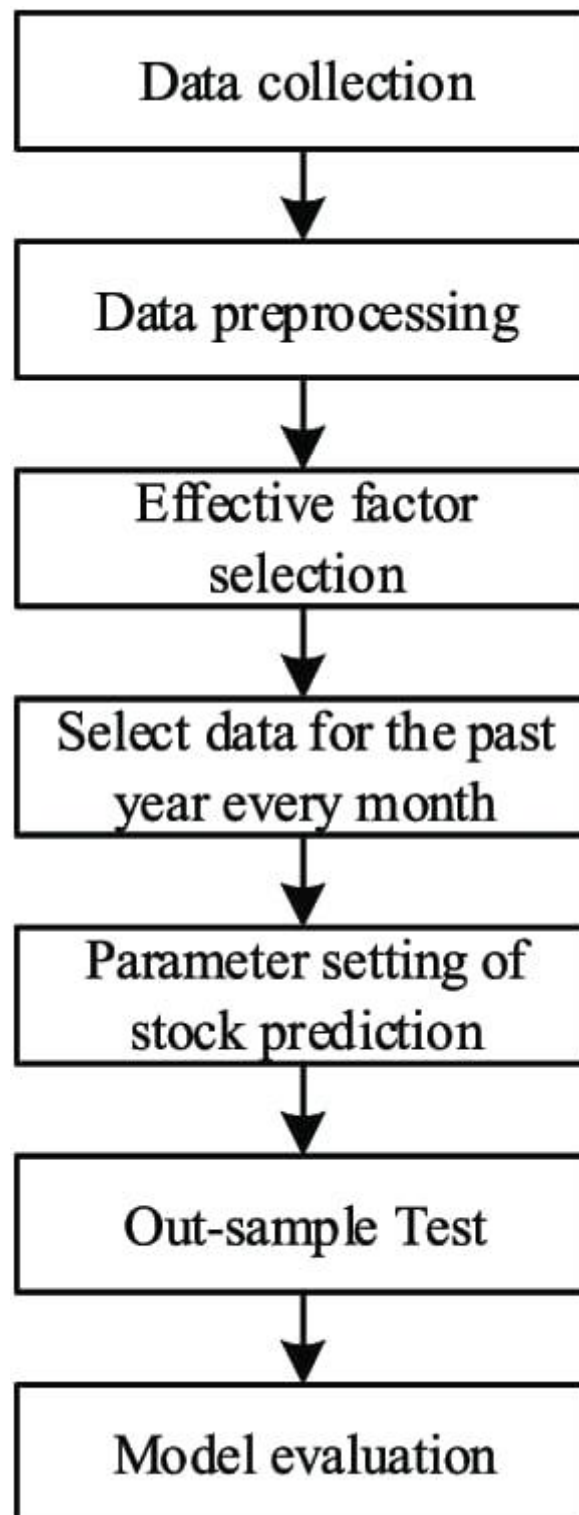 Data collection
Data preprocessing
Effective factor
selection
Select data for the past
year every month
Parameter setting of
stock prediction
Out-sample Test
Model evaluation